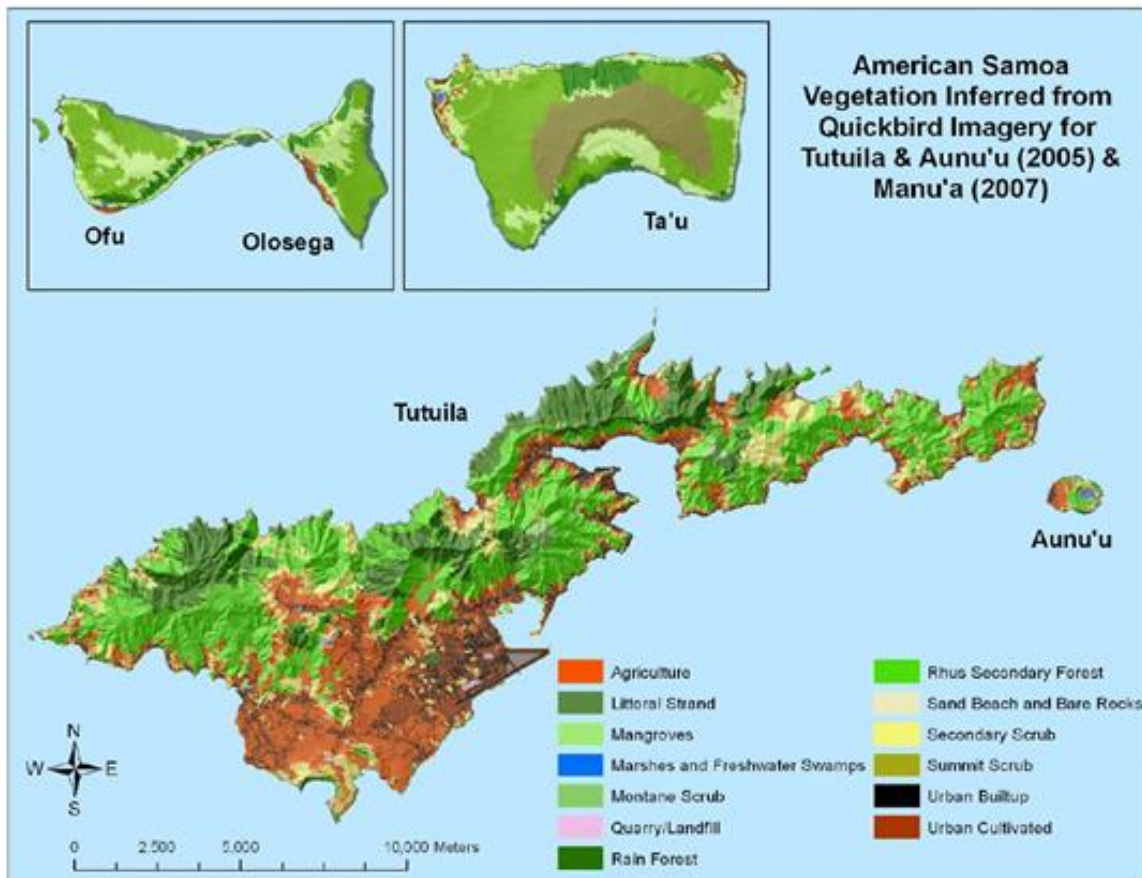 American Samoa
Vegetation Inferred from
Quickbird Imagery for
Tutuila & Aunu'u (2005) &
Manu'a (2007)
Ofu
Olosega
Ta'u
Tutuila
Aunu'u
N
W E
S
0 2,500 5,000 10,000 Meters
Agriculture
Littoral Strand
Mangroves
Marshes and Freshwater Swamps
Montane Scrub
Quarry/Landfill
Rain Forest
Rhus Secondary Forest
Sand Beach and Bare Rocks
Secondary Scrub
Summit Scrub
Urban Builtup
Urban Cultivated